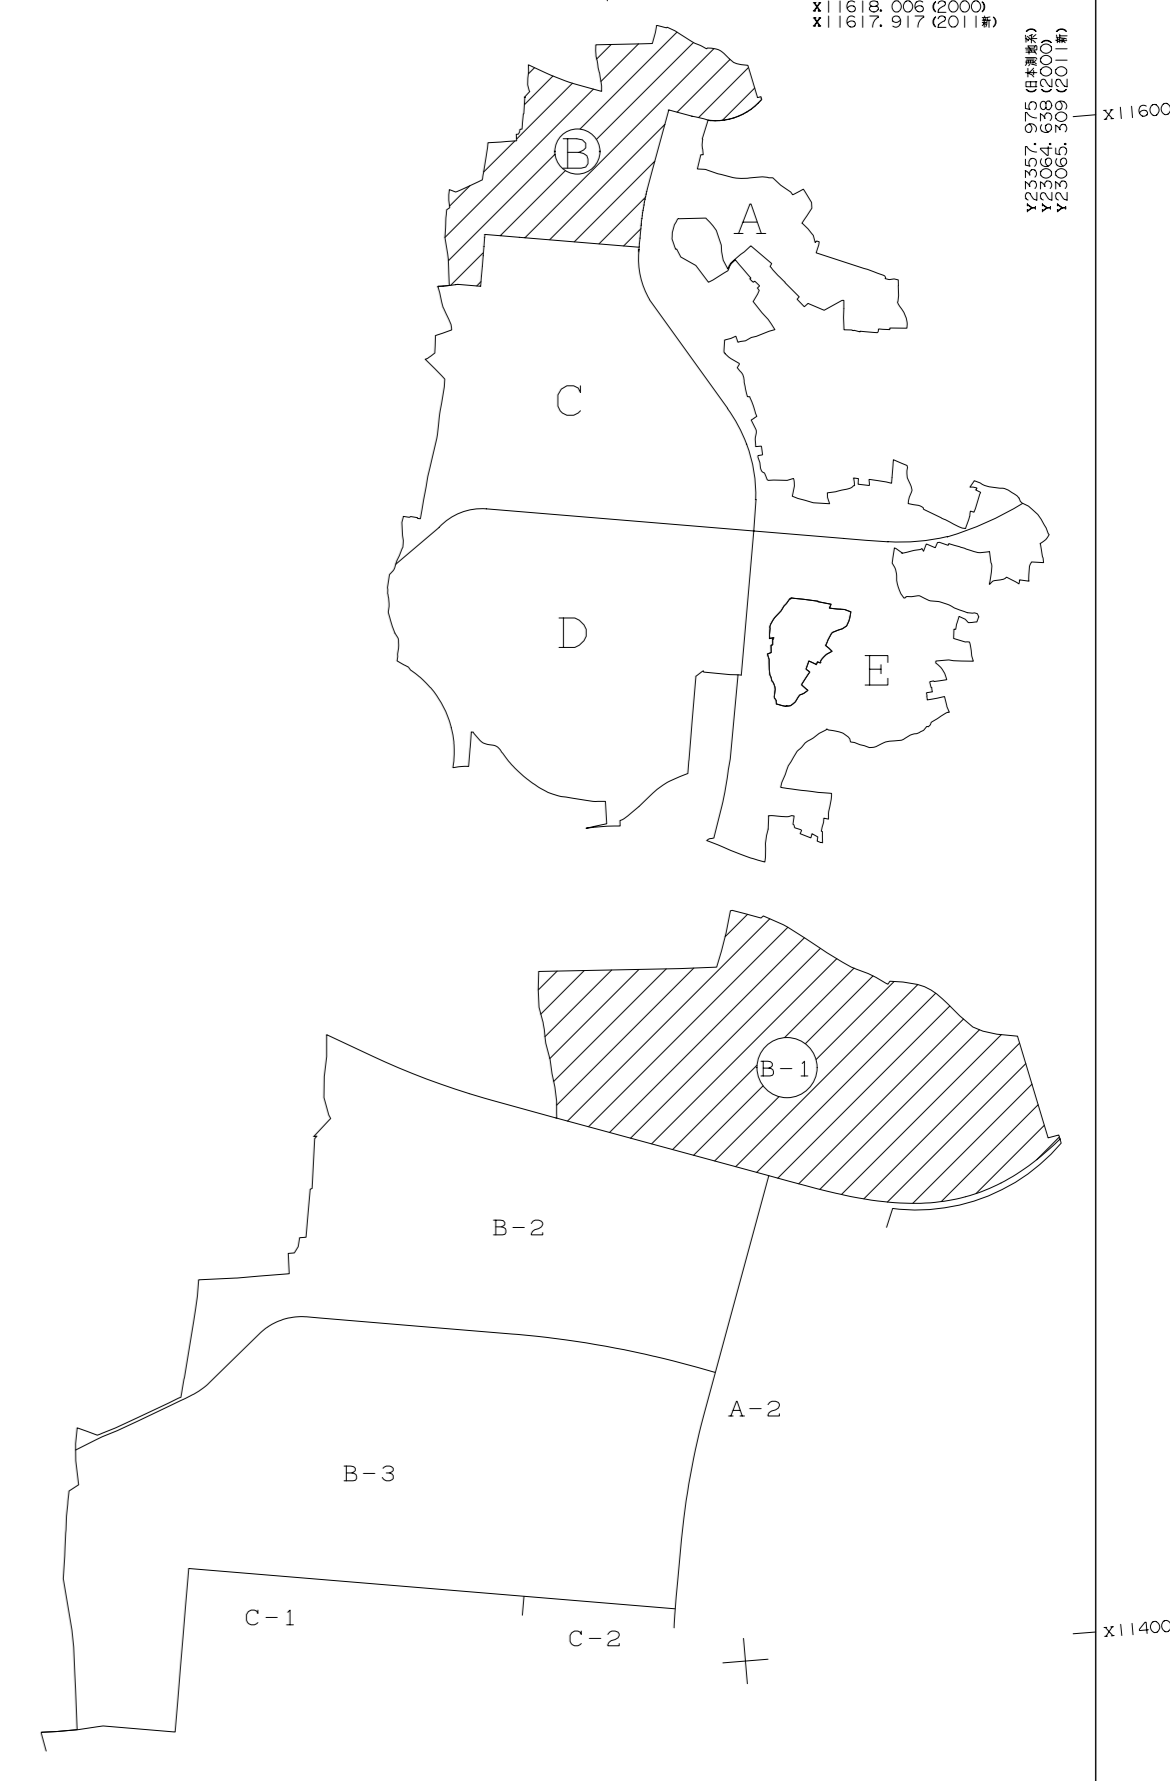 X11618.006 (2000)
X11617.917 (2011新)
Y23357.975 (日本測地系)
Y23064.638 (2000)
Y23065.309 (2011新)
X11600
B
A
C
D
E
B-1
B-2
A-2
B-3
C-1
C-2
X11400